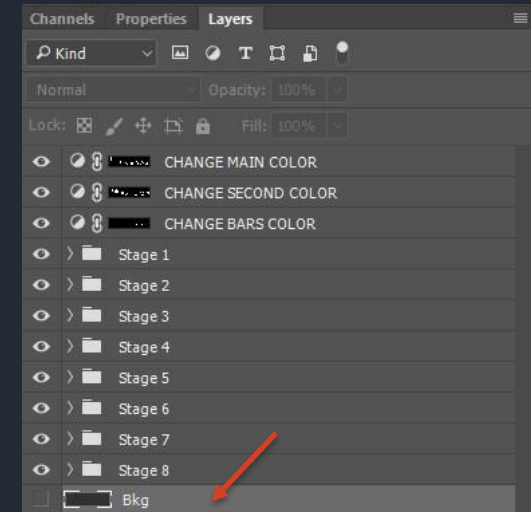 Channels Properties Layers
Kind
Normal Opacity: 100%
Lock: Fill: 100%
CHANGE MAIN COLOR
CHANGE SECOND COLOR
CHANGE BARS COLOR
Stage 1
Stage 2
Stage 3
Stage 4
Stage 5
Stage 6
Stage 7
Stage 8
Bkg